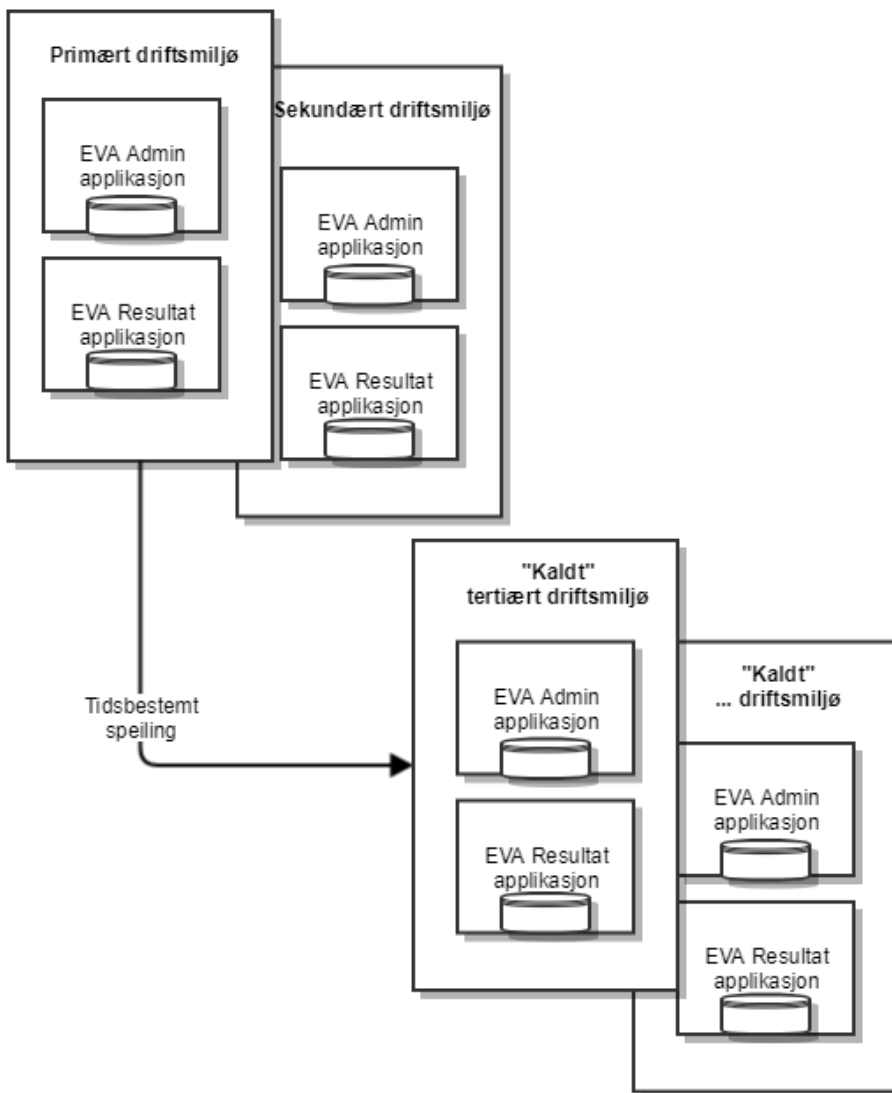 Primært driftsmiljø
EVA Admin
applikasjon
EVA Resultat
applikasjon
Sekundært driftsmiljø
EVA Admin
applikasjon
EVA Resultat
applikasjon
Tidsbestemt
speiling
"Kaldt"
tertiært driftsmiljø
EVA Admin
applikasjon
EVA Resultat
applikasjon
"Kaldt"
... driftsmiljø
EVA Admin
applikasjon
EVA Resultat
applikasjon